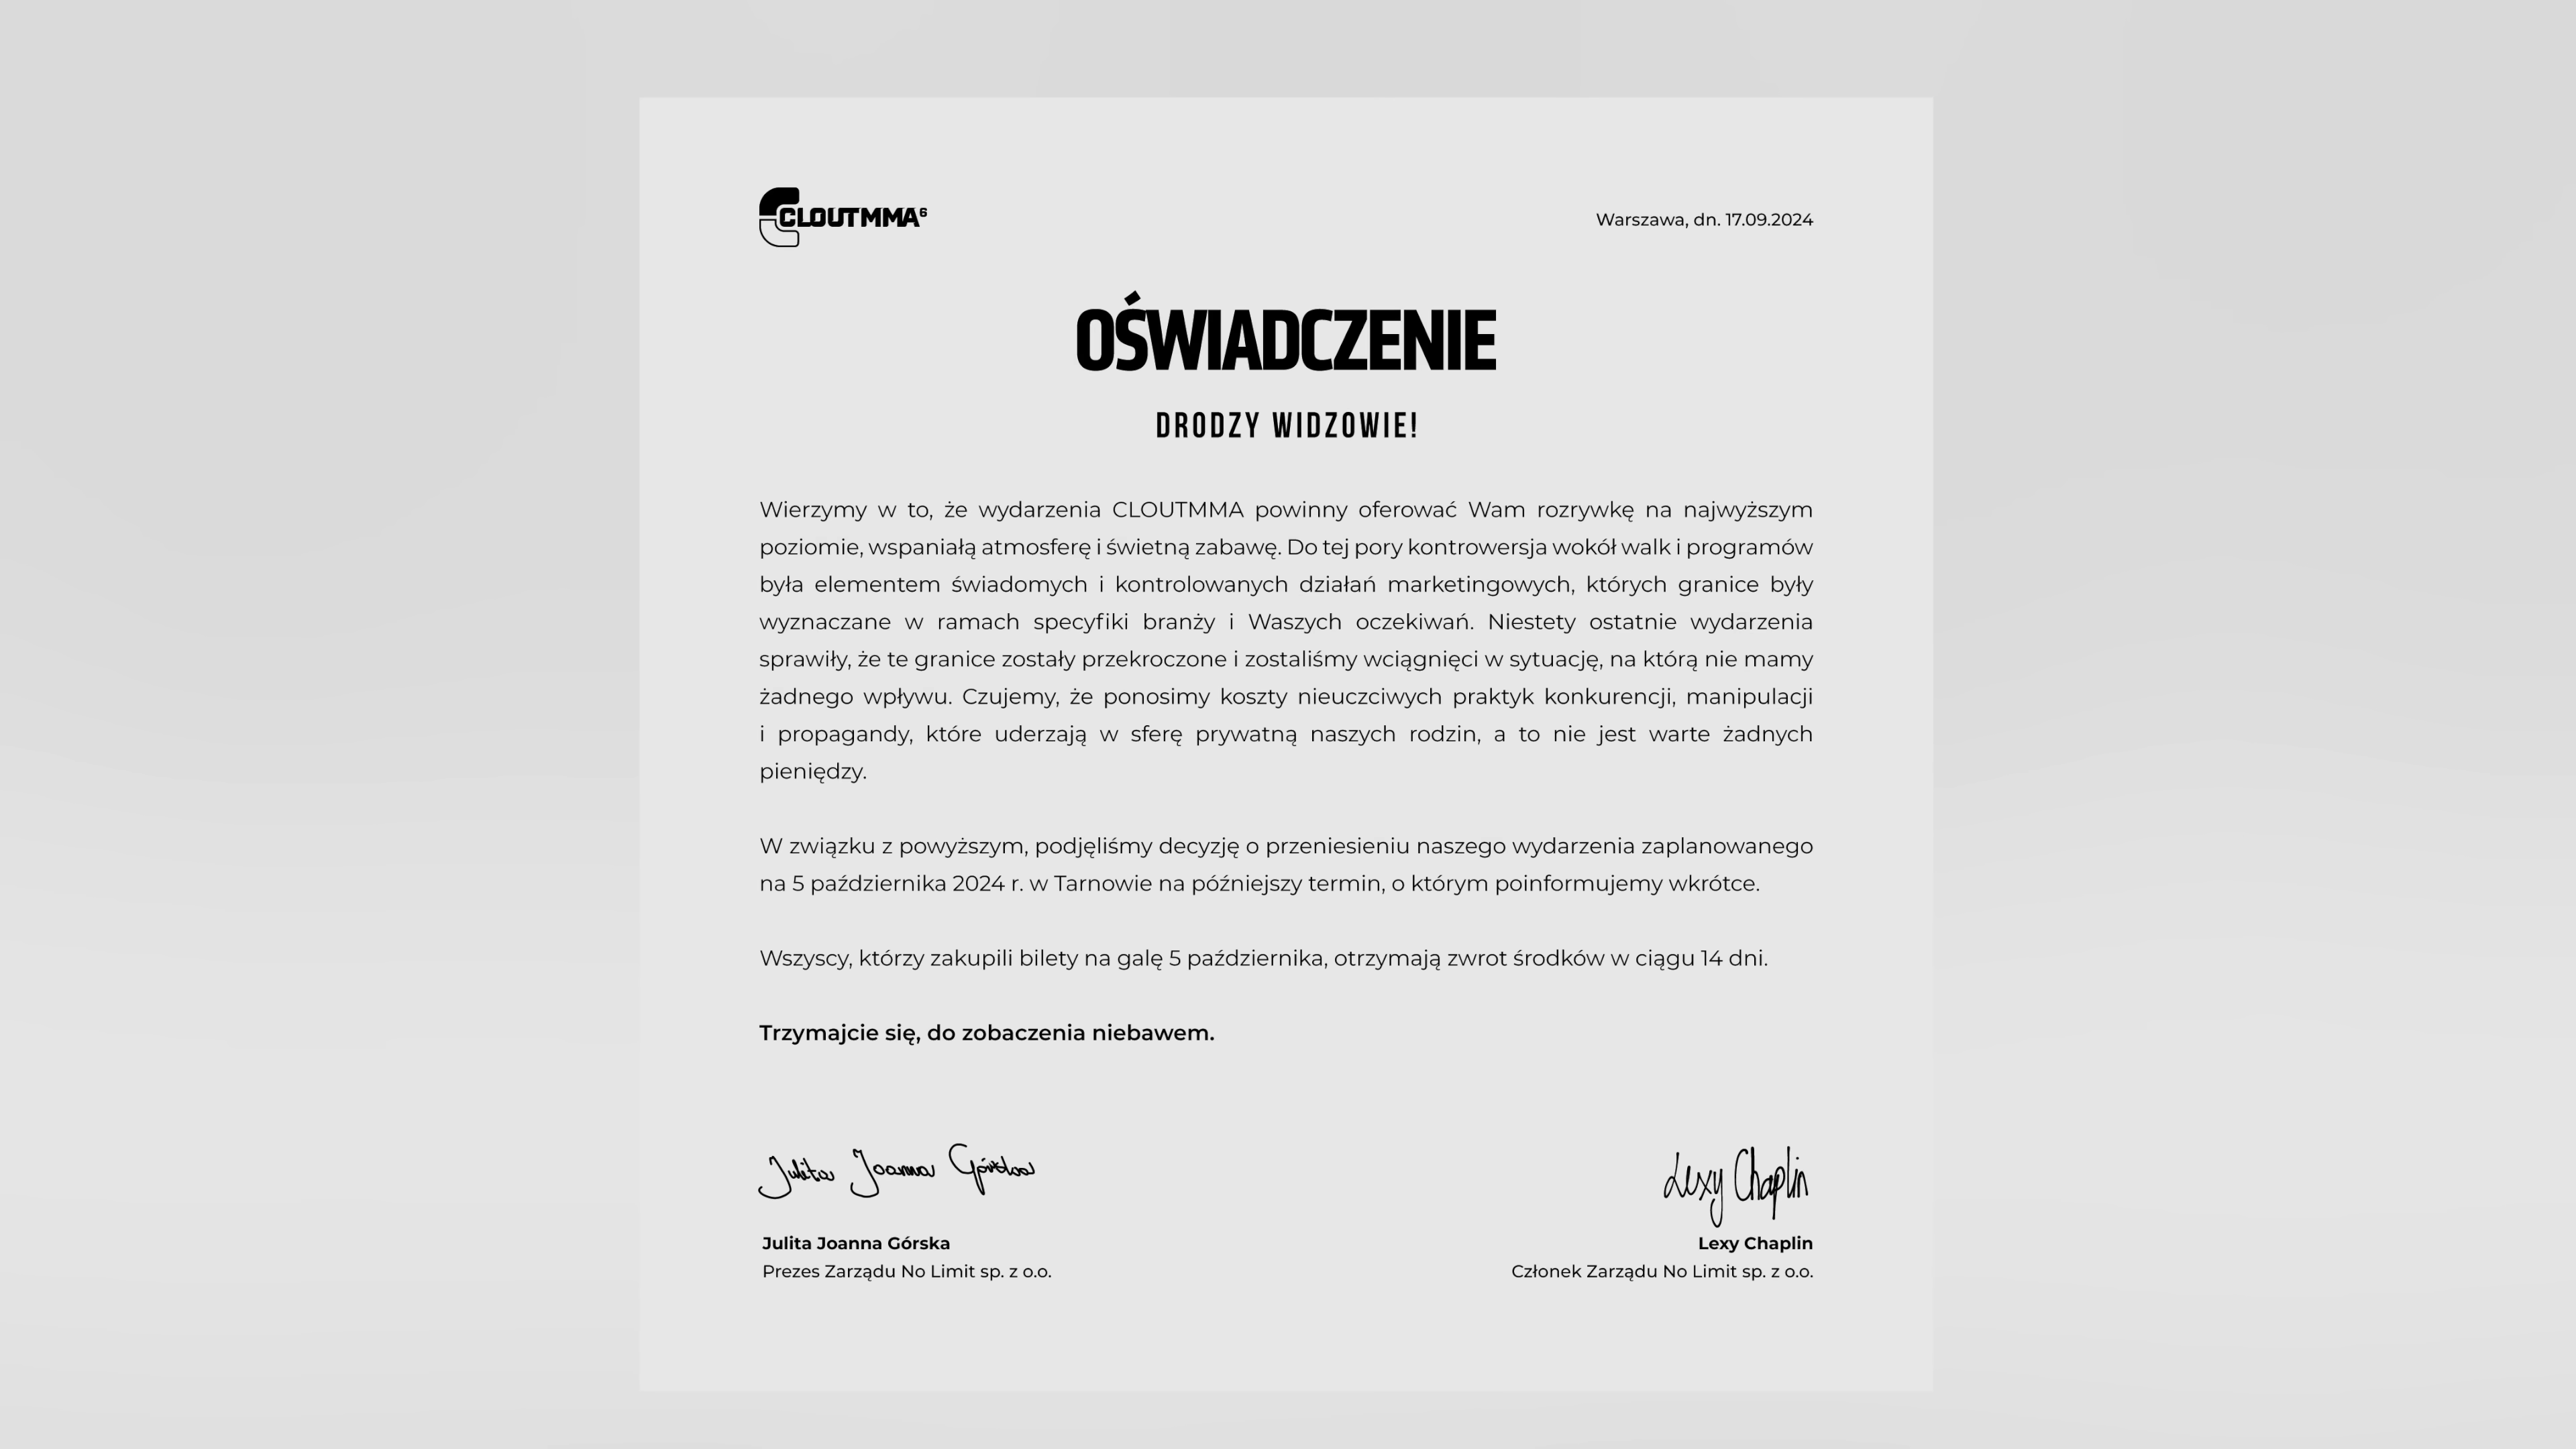 CLOUTMMA6
Warszawa, dn. 17.09.2024
OŚWIADCZENIE
DRODZY WIDZOWIE!
Wierzymy w to, że wydarzenia CLOUTMMA powinny oferować Wam rozrywkę na najwyższym
poziomie, wspaniałą atmosferę i świetną zabawę. Do tej pory kontrowersja wokół walk i programów
była elementem świadomych i kontrolowanych działań marketingowych, których granice były
wyznaczane w ramach specyfiki branży i Waszych oczekiwań. Niestety ostatnie wydarzenia
sprawiły, że te granice zostały przekroczone i zostaliśmy wciągnięci w sytuację, na którą nie mamy
żadnego wpływu. Czujemy, że ponosimy koszty nieuczciwych praktyk konkurencji, manipulacji
i propagandy, które uderzają w sferę prywatną naszych rodzin, a to nie jest warte żadnych
pieniędzy.
W związku z powyższym, podjęliśmy decyzję o przeniesieniu naszego wydarzenia zaplanowanego
na 5 października 2024 r. w Tarnowie na późniejszy termin, o którym poinformujemy wkrótce.
Wszyscy, którzy zakupili bilety na galę 5 października, otrzymają zwrot środków w ciągu 14 dni.
Trzymajcie się, do zobaczenia niebawem.
Julita Joanna Górska
Lexy Chaplin
Julita Joanna Górska
Lexy Chaplin
Prezes Zarządu No Limit sp. z o.o.
Członek Zarządu No Limit sp. z o.o.